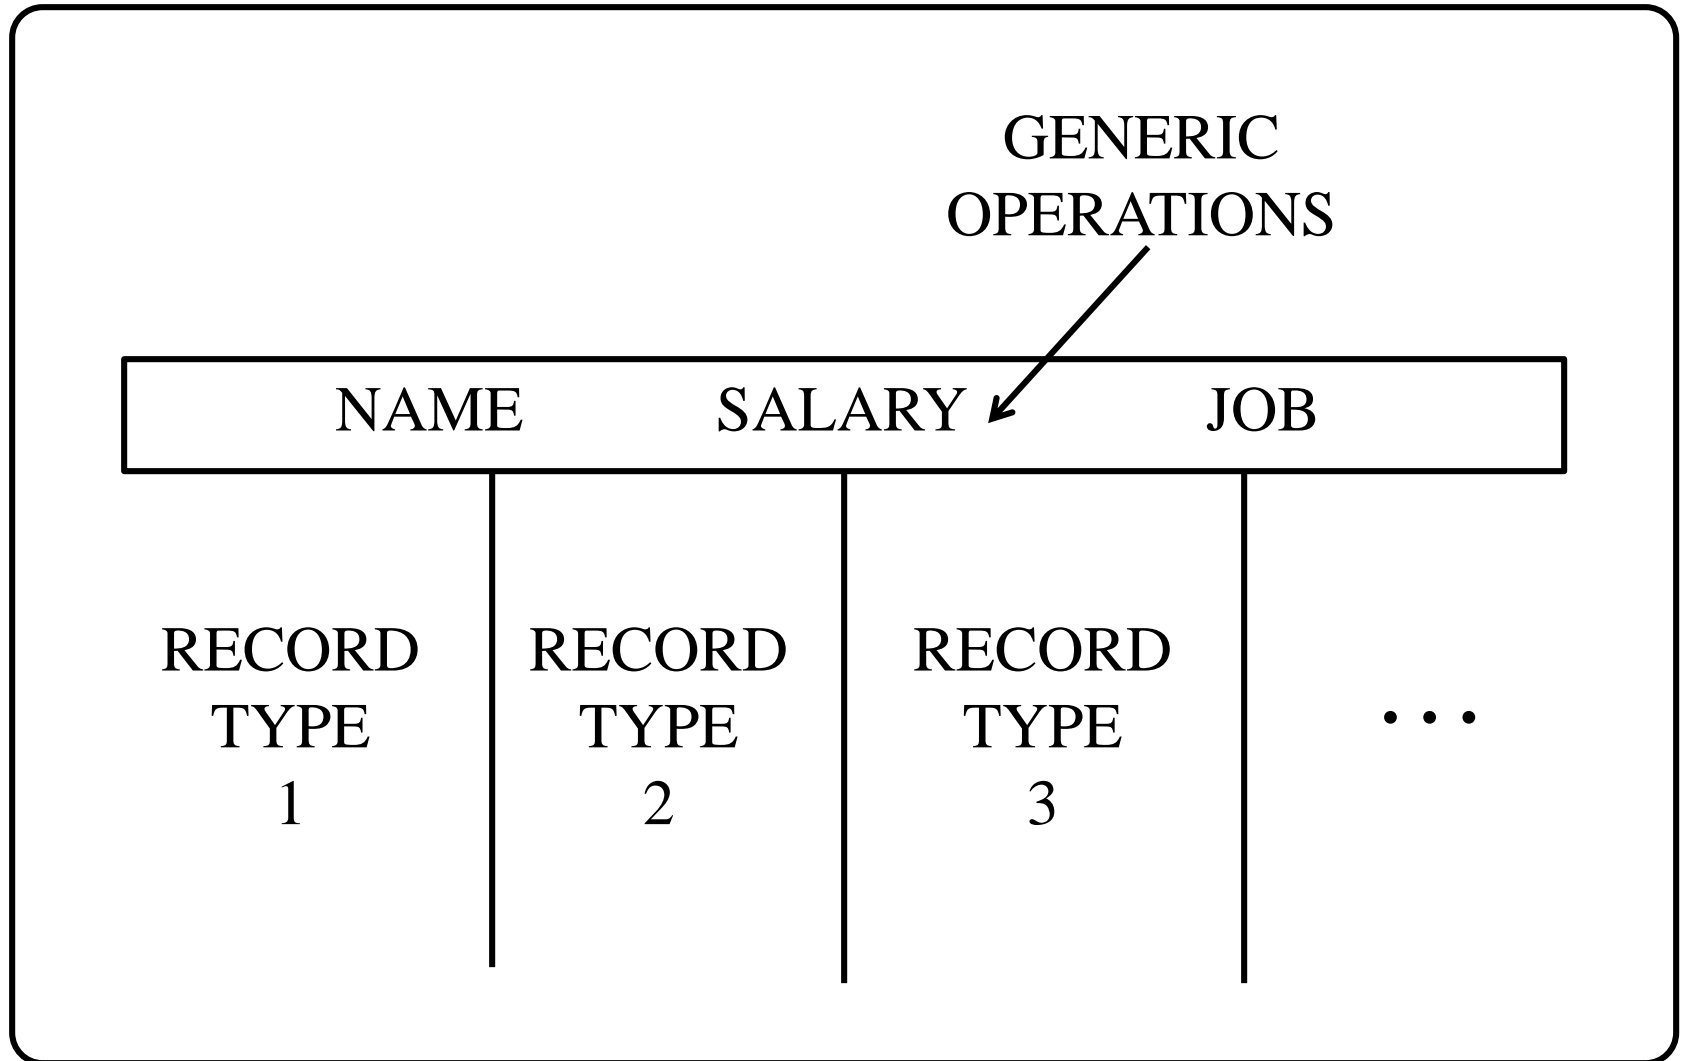 GENERIC
OPERATIONS
NAME SALARY JOB
RECORD
TYPE
1
RECORD
TYPE
2
RECORD
TYPE
3
. . .